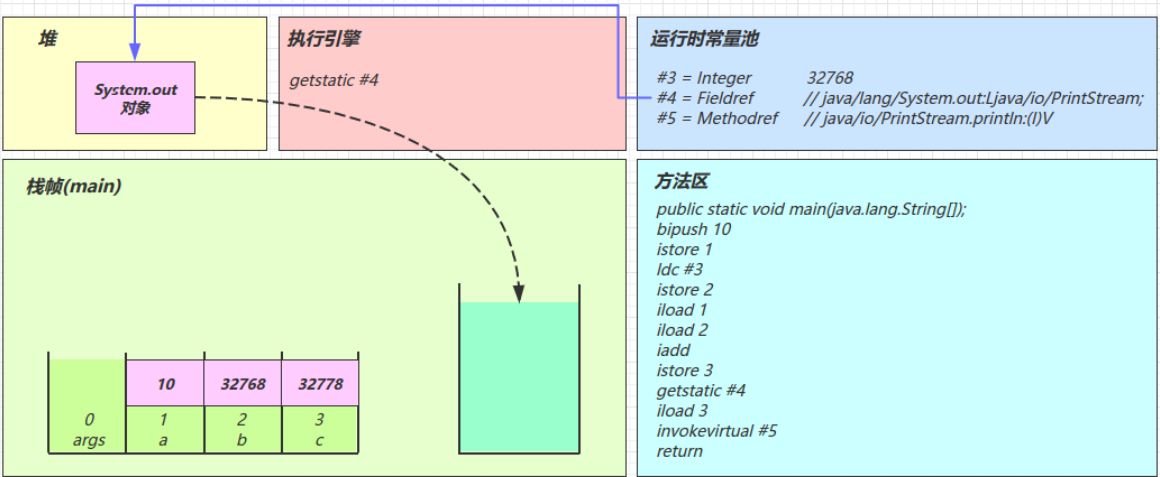 堆
System.out
对象
执行引擎
getstatic #4
运行时常量池
#3 = Integer 32768
#4 = Fieldref // java/lang/System.out:Ljava/io/PrintStream;
#5 = Methodref // java/io/PrintStream.println:(I)V
栈帧(main)
10 32768 32778
0 1 2 3
args a b c
方法区
public static void main(java.lang.String[]);
bipush 10
istore 1
ldc #3
istore 2
iload 1
iload 2
iadd
istore 3
getstatic #4
iload 3
invokevirtual #5
return